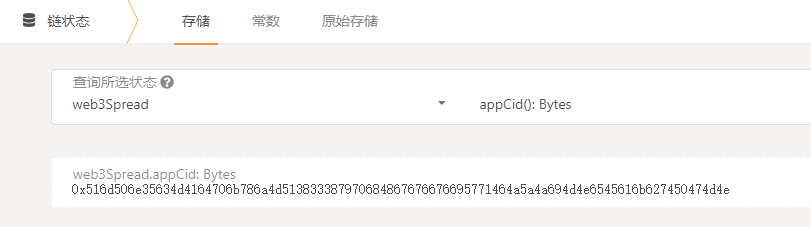 链状态
存储
常数
原始存储
查询所选状态
web3Spread
appCid(): Bytes
web3Spread.appCid: Bytes
0x516d506e35634d4164706b786a4d513833387970684867676676695771464a5a4a694d4e6545616b627450474d4e